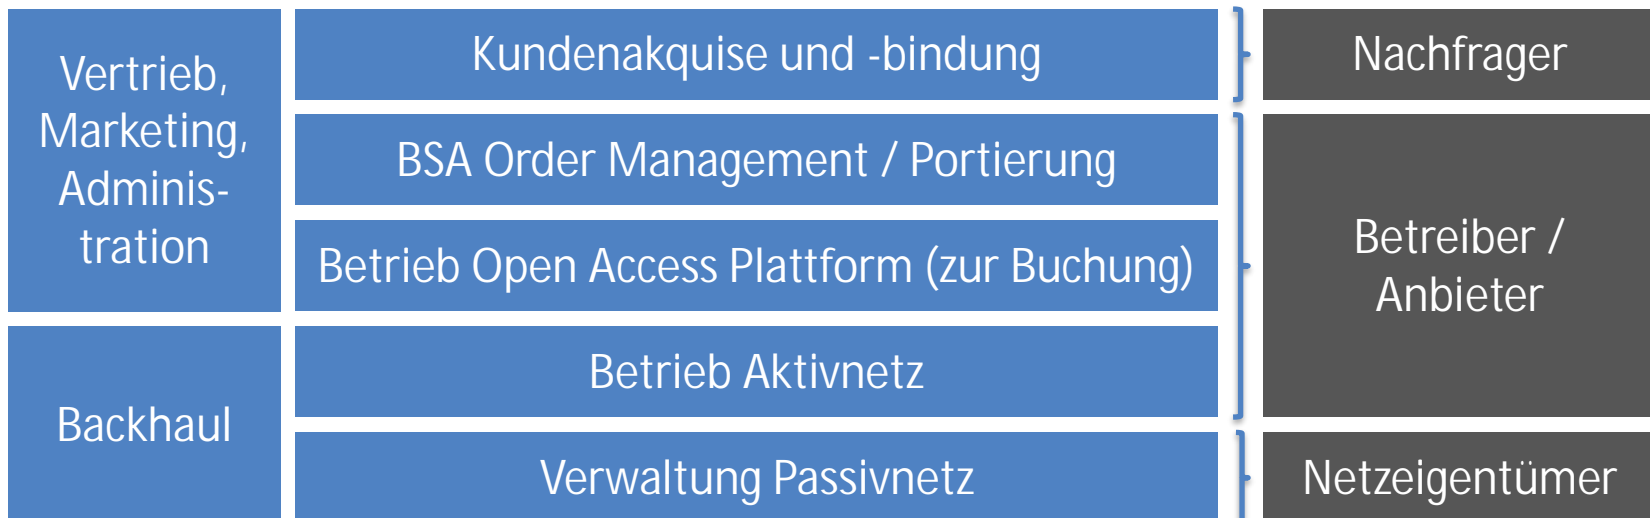 Vertrieb,
Marketing,
Adminis-
tration
Backhaul
Kundenakquise und -bindung
BSA Order Management / Portierung
Betrieb Open Access Plattform (zur Buchung)
Betrieb Aktivnetz
Verwaltung Passivnetz
Nachfrager
Betreiber /
Anbieter
Netzeigentümer